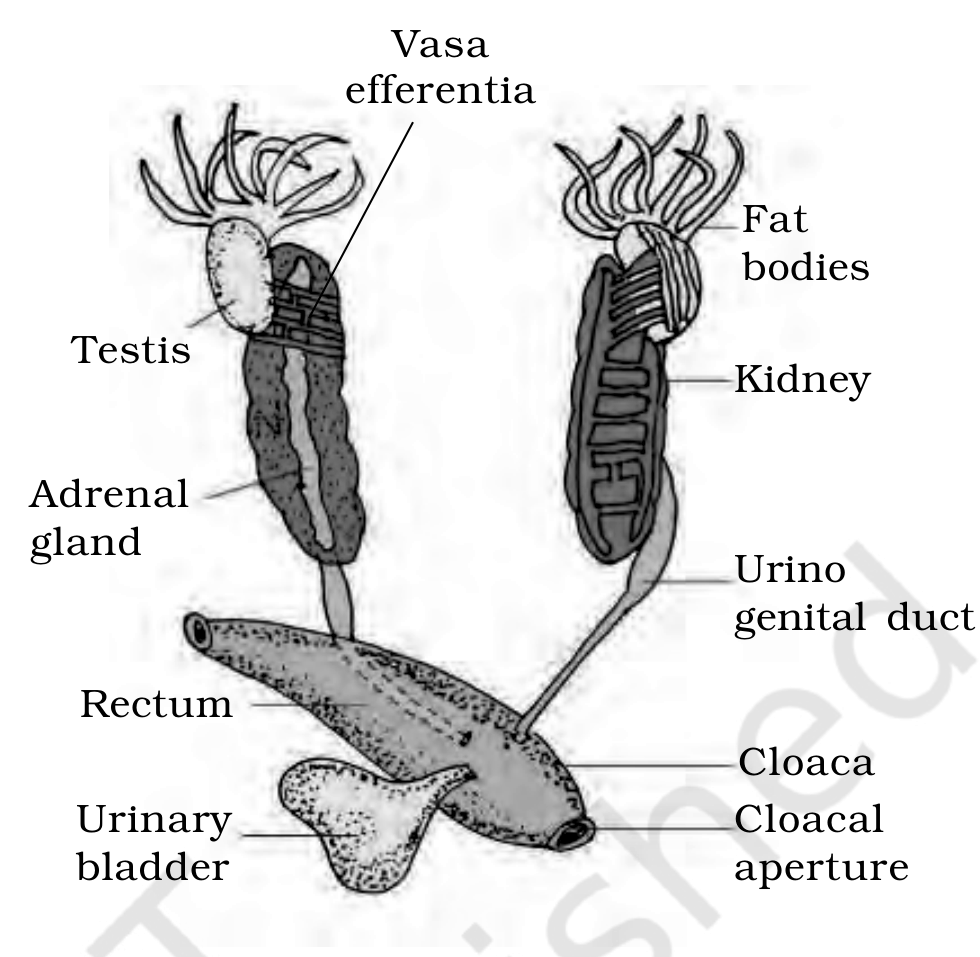 Vasa
efferentia
Fat
bodies
Testis
Kidney
Adrenal
gland
Urino
genital duct
Rectum
Cloaca
Urinary
bladder
Cloacal
aperture